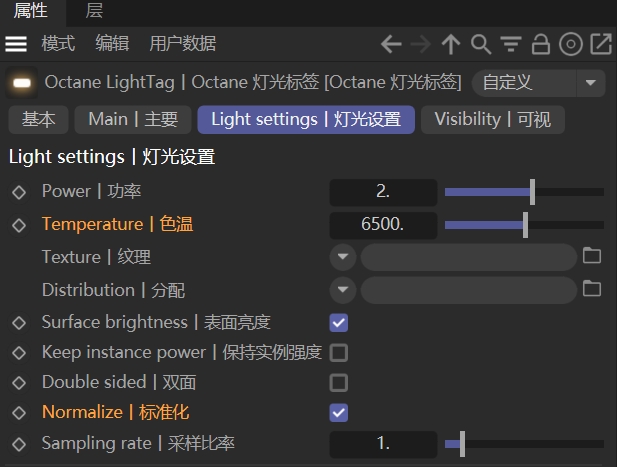 属性 层
模式 编辑 用户数据
Octane LightTag | Octane 灯光标签 [Octane 灯光标签] 自定义
基本 Main | 主要 Light settings | 灯光设置 Visibility | 可视
Light settings | 灯光设置
Power | 功率 2.
Temperature | 色温 6500.
Texture | 纹理
Distribution | 分配
Surface brightness | 表面亮度
Keep instance power | 保持实例强度
Double sided | 双面
Normalize | 标准化
Sampling rate | 采样比率 1.